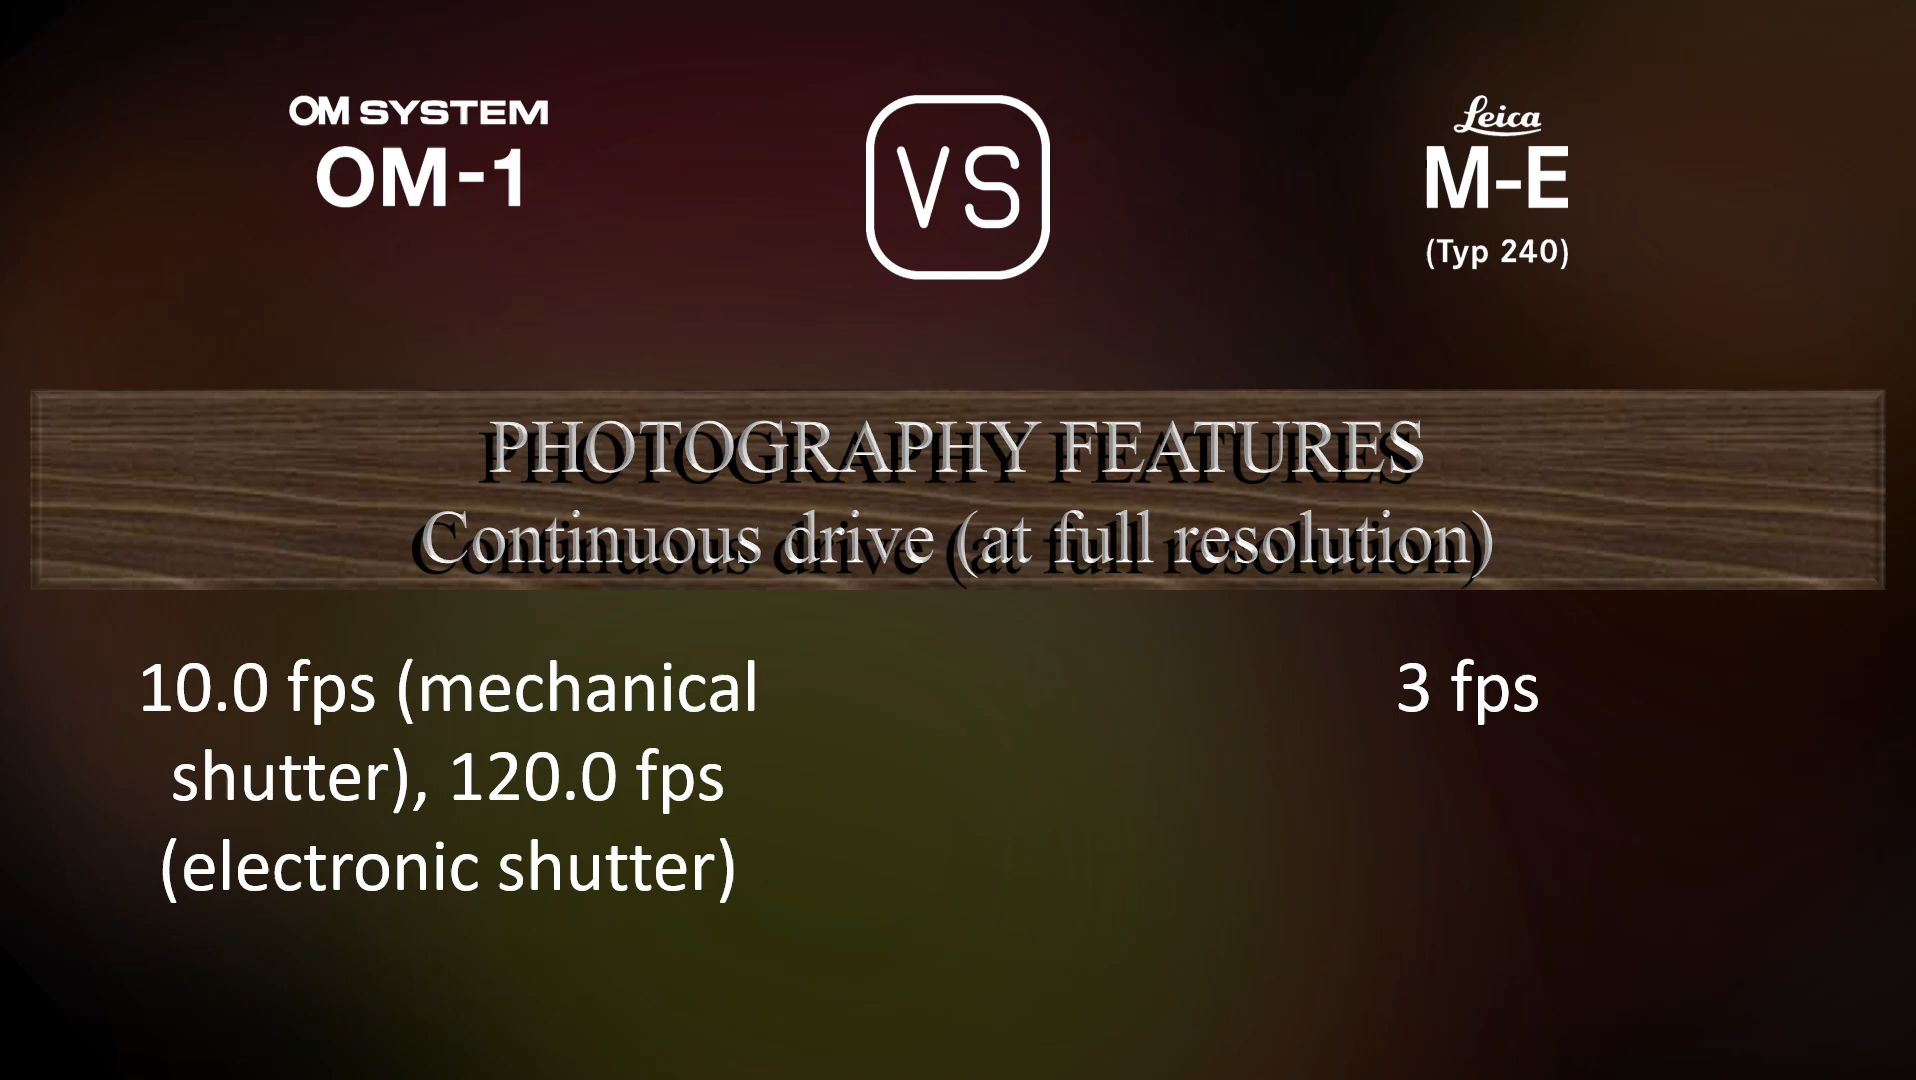 OM SYSTEM
OM-1
VS
Leica
M-E
(Typ 240)
PHOTOGRAPHY FEATURES
Continuous drive (at full resolution)
10.0 fps (mechanical
shutter), 120.0 fps
(electronic shutter)
3 fps